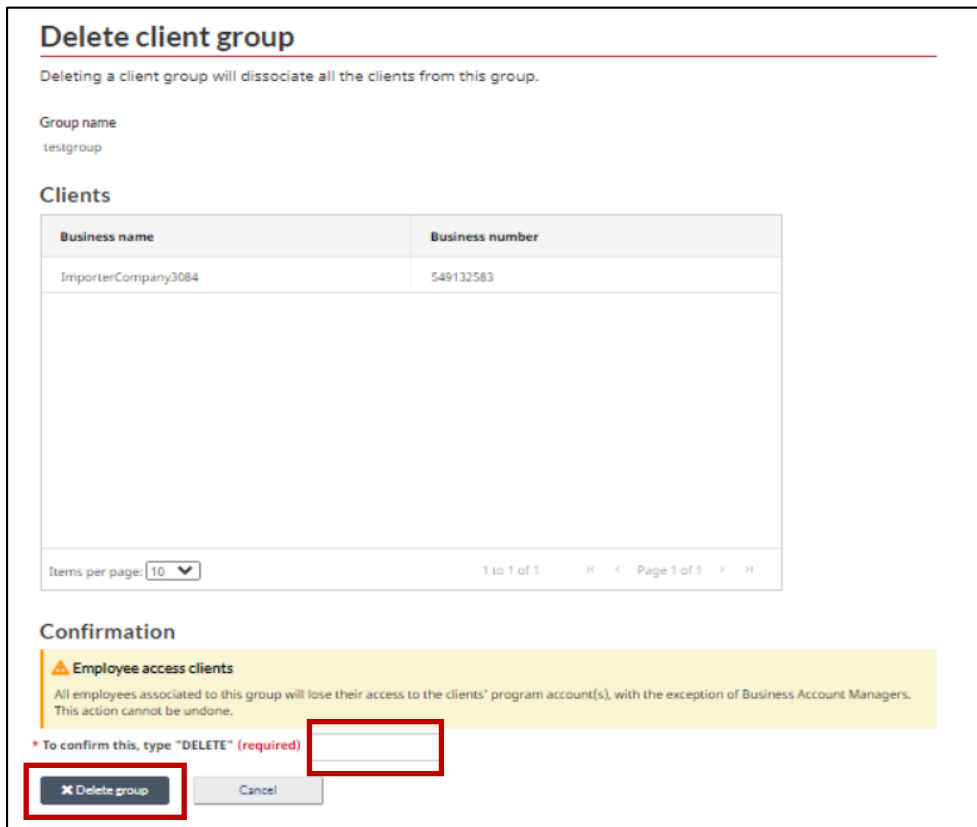 Delete client group
Deleting a client group will dissociate all the clients from this group.
Group name
testgroup
Clients
Business name Business number
ImporterCompany3084 549132583
Items per page: 10 1 to 1 of 1 Page 1 of 1
Confirmation
Employee access clients
All employees associated to this group will lose their access to the clients' program account(s), with the exception of Business Account Managers.
This action cannot be undone.
* To confirm this, type "DELETE" (required)
Delete group Cancel